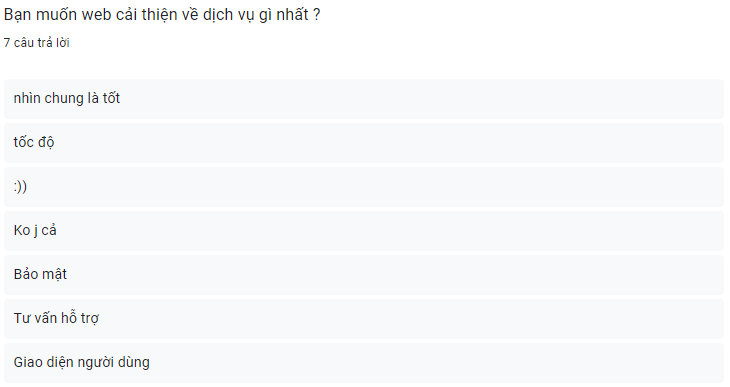 Bạn muốn web cải thiện về dịch vụ gì nhất ?
7 câu trả lời
nhìn chung là tốt
tốc độ
:))
Ko j cả
Bảo mật
Tư vấn hỗ trợ
Giao diện người dùng